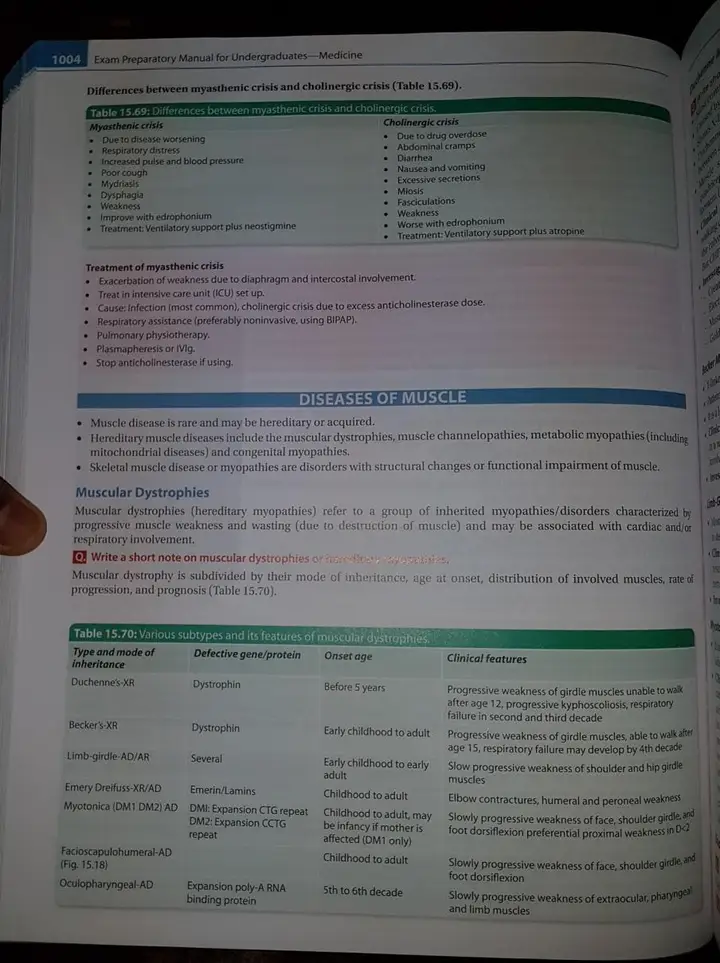 1004 Exam Preparatory Manual for Undergraduates—Medicine
Differences between myasthenic crisis and cholinergic crisis (Table 15.69).
Table 15.69: Differences between myasthenic crisis and cholinergic crisis.
Myasthenic crisis
• Due to disease worsening
• Respiratory distress
• Increased pulse and blood pressure
• Poor cough
• Mydriasis
• Dysphagia
• Weakness
• Improve with edrophonium
• Treatment: Ventilatory support plus neostigmine
Cholinergic crisis
• Due to drug overdose
• Abdominal cramps
• Diarrhea
• Nausea and vomiting
• Excessive secretions
• Miosis
• Fasciculations
• Weakness
• Worse with edrophonium
• Treatment: Ventilatory support plus atropine
Treatment of myasthenic crisis
• Exacerbation of weakness due to diaphragm and intercostal involvement.
• Treat in intensive care unit (ICU) set up.
• Cause: Infection (most common), cholinergic crisis due to excess anticholinesterase dose.
• Respiratory assistance (preferably noninvasive, using BIPAP).
• Pulmonary physiotherapy.
• Plasmapheresis or IVIg.
• Stop anticholinesterase if using.
DISEASES OF MUSCLE
• Muscle disease is rare and may be hereditary or acquired.
• Hereditary muscle diseases include the muscular dystrophies, muscle channelopathies, metabolic myopathies (including
mitochondrial diseases) and congenital myopathies.
• Skeletal muscle disease or myopathies are disorders with structural changes or functional impairment of muscle.
Muscular Dystrophies
Muscular dystrophies (hereditary myopathies) refer to a group of inherited myopathies/disorders characterized by
progressive muscle weakness and wasting (due to destruction of muscle) and may be associated with cardiac and/or
respiratory involvement.
Q. Write a short note on muscular dystrophies or hereditary myopathies.
Muscular dystrophy is subdivided by their mode of inheritance, age at onset, distribution of involved muscles, rate of
progression, and prognosis (Table 15.70).
Table 15.70: Various subtypes and its features of muscular dystrophies.
Type and mode of inheritance Defective gene/protein Onset age Clinical features
Duchenne's-XR Dystrophin Before 5 years Progressive weakness of girdle muscles unable to walk
after age 12, progressive kyphoscoliosis, respiratory
failure in second and third decade
Becker's-XR Dystrophin Early childhood to adult Progressive weakness of girdle muscles, able to walk after
age 15, respiratory failure may develop by 4th decade
Limb-girdle-AD/AR Several Early childhood to early adult Slow progressive weakness of shoulder and hip girdle
muscles
Emery Dreifuss-XR/AD Emerin/Lamins Childhood to adult Elbow contractures, humeral and peroneal weakness
Myotonica (DM1 DM2) AD DMI: Expansion CTG repeat
DM2: Expansion CCTG
repeat
Childhood to adult, may
be infancy if mother is
affected (DM1 only)
Slowly progressive weakness of face, shoulder girdle, and
foot dorsiflexion preferential proximal weakness in D<2
Facioscapulohumeral-AD
(Fig. 15.18)
Childhood to adult Slowly progressive weakness of face, shoulder girdle, and
foot dorsiflexion
Oculopharyngeal-AD Expansion poly-A RNA
binding protein
5th to 6th decade Slowly progressive weakness of extraocular, pharyngeal
and limb muscles